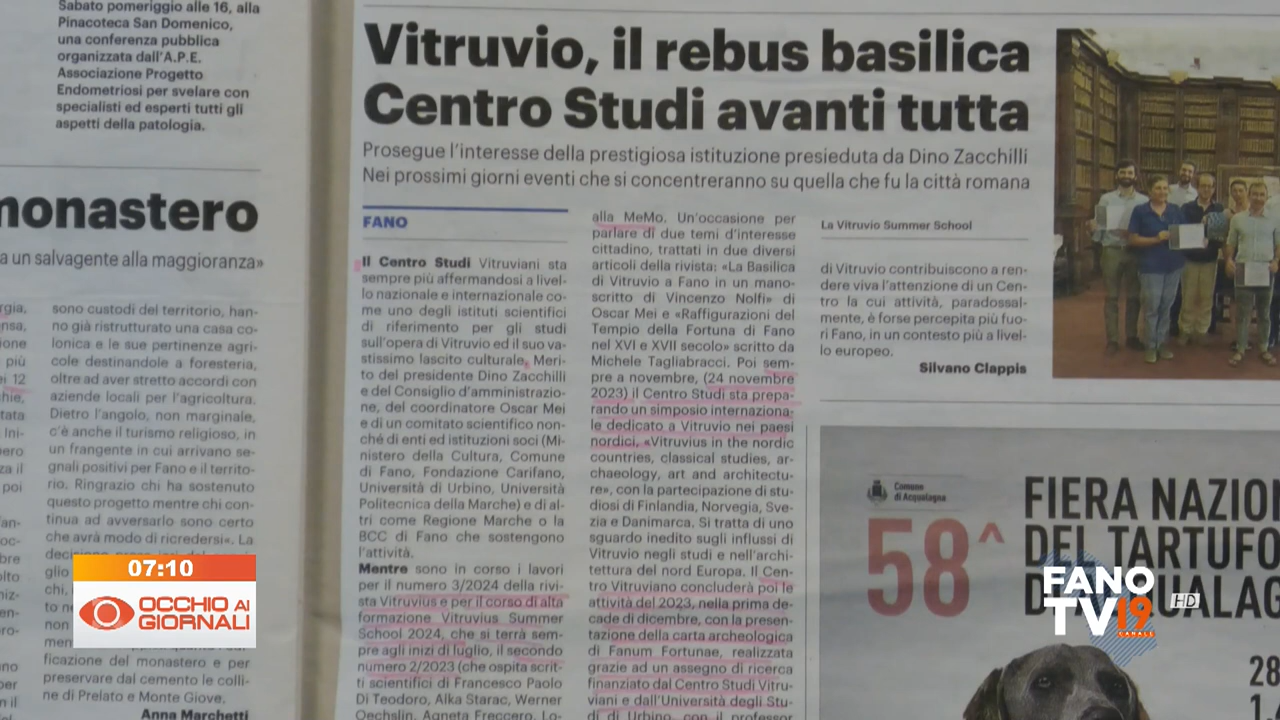 Sabato pomeriggio alle 16, alla
Pinacoteca San Domenico,
una conferenza pubblica
organizzata dall'A.P.E.
Associazione Progetto
Endometriosi per svelare con
specialisti ed esperti tutti gli
aspetti della patologia.
monastero
a un salvagente alla maggioranza»
sono custodi del territorio, han-
no già ristrutturato una casa co-
lonica e le sue pertinenze agri-
cole destinandole a foresteria,
oltre ad aver stretto accordi con
aziende locali per l'agricoltura.
Dietro l'angolo, non marginale,
c'è anche il turismo religioso, in
un frangente in cui arrivano se-
gnali positivi per Fano e il territo-
rio. Ringrazio chi ha sostenuto
questo progetto mentre chi con-
tinua ad avversarlo sono certo
che avrà modo di ricredersi». La
ficazione del monastero e per
preservare dal cemento le colli-
ne di Prelato e Monte Giove.
Anna Marchetti
Vitruvio, il rebus basilica
Centro Studi avanti tutta
Prosegue l'interesse della prestigiosa istituzione presieduta da Dino Zacchilli
Nei prossimi giorni eventi che si concentreranno su quella che fu la città romana
FANO
Il Centro Studi Vitruviani sta
sempre più affermandosi a livel-
lo nazionale e internazionale co-
me uno degli istituti scientifici
di riferimento per gli studi
sull'opera di Vitruvio ed il suo va-
stissimo lascito culturale. Meri-
to del presidente Dino Zacchilli
e del Consiglio d'amministrazio-
ne, del coordinatore Oscar Mei
e di un comitato scientifico non-
ché di enti ed istituzioni soci (Mi-
nistero della Cultura, Comune
di Fano, Fondazione Carifano,
Università di Urbino, Università
Politecnica della Marche) e di al-
tri come Regione Marche o la
BCC di Fano che sostengono
l'attività.
Mentre sono in corso i lavori
per il numero 3/2024 della rivi-
sta Vitruvius e per il corso di alta
formazione Vitruvius Summer
School 2024, che si terrà sem-
pre agli inizi di luglio, il secondo
numero 2/2023 (che ospita scrit-
ti scientifici di Francesco Paolo
Di Teodoro, Alka Starac, Werner
Oechslin, Agneta Freccero, Lo-
alla MeMo. Un'occasione per
parlare di due temi d'interesse
cittadino, trattati in due diversi
articoli della rivista: «La Basilica
di Vitruvio a Fano in un mano-
scritto di Vincenzo Nolfi» di
Oscar Mei e «Raffigurazioni del
Tempio della Fortuna di Fano
nel XVI e XVII secolo» scritto da
Michele Tagliabracci. Poi sem-
pre a novembre, (24 novembre
2023) il Centro Studi sta prepa-
rando un simposio internaziona-
le dedicato a Vitruvio nei paesi
nordici, «Vitruvius in the nordic
countries, classical studies, ar-
chaeology, art and architectu-
re», con la partecipazione di stu-
diosi di Finlandia, Norvegia, Sve-
zia e Danimarca. Si tratta di uno
sguardo inedito sugli influssi di
Vitruvio negli studi e nell'archi-
tettura del nord Europa. Il Cen-
tro Vitruviano concluderà poi le
attività del 2023, nella prima de-
cade di dicembre, con la presen-
tazione della carta archeologica
di Fanum Fortunae, realizzata
grazie ad un assegno di ricerca
finanziato dal Centro Studi Vitru-
viani e dall'Università degli Stu-
di di Urbino, con il professor
La Vitruvio Summer School
di Vitruvio contribuiscono a ren-
dere viva l'attenzione di un Cen-
tro la cui attività, paradossal-
mente, è forse percepita più fuo-
ri Fano, in un contesto più a livel-
lo europeo.
Silvano Clappis
Comune
di Acqualagna
58^
FIERA NAZIO
DEL TARTUFO
28
07:10
OCCHIO AI
GIORNALI
FANO
TV19
HD
CANALE